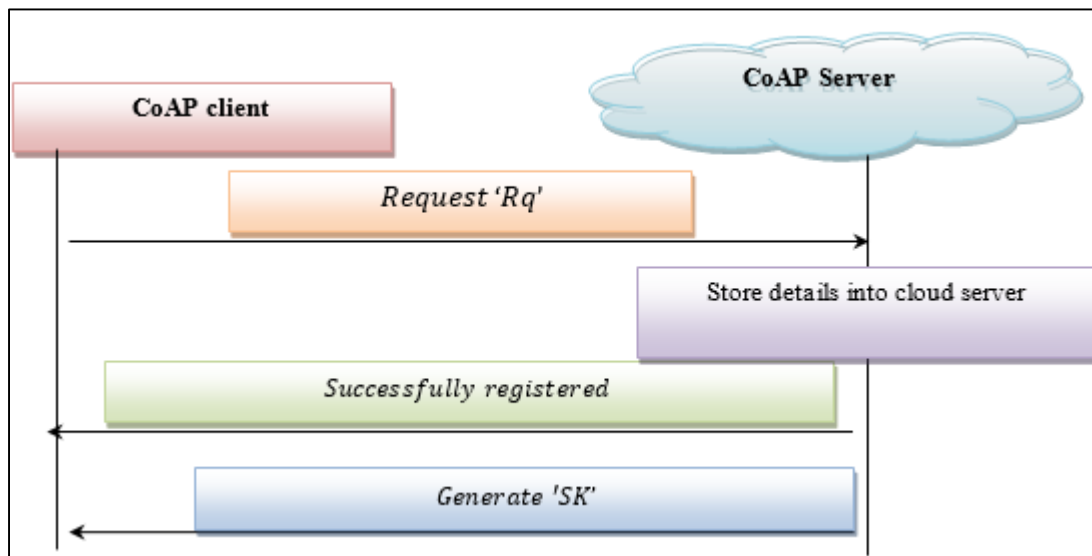 CoAP Server
CoAP client
Request ‘Rq’
Store details into cloud server
Successfully registered
Generate 'SK’